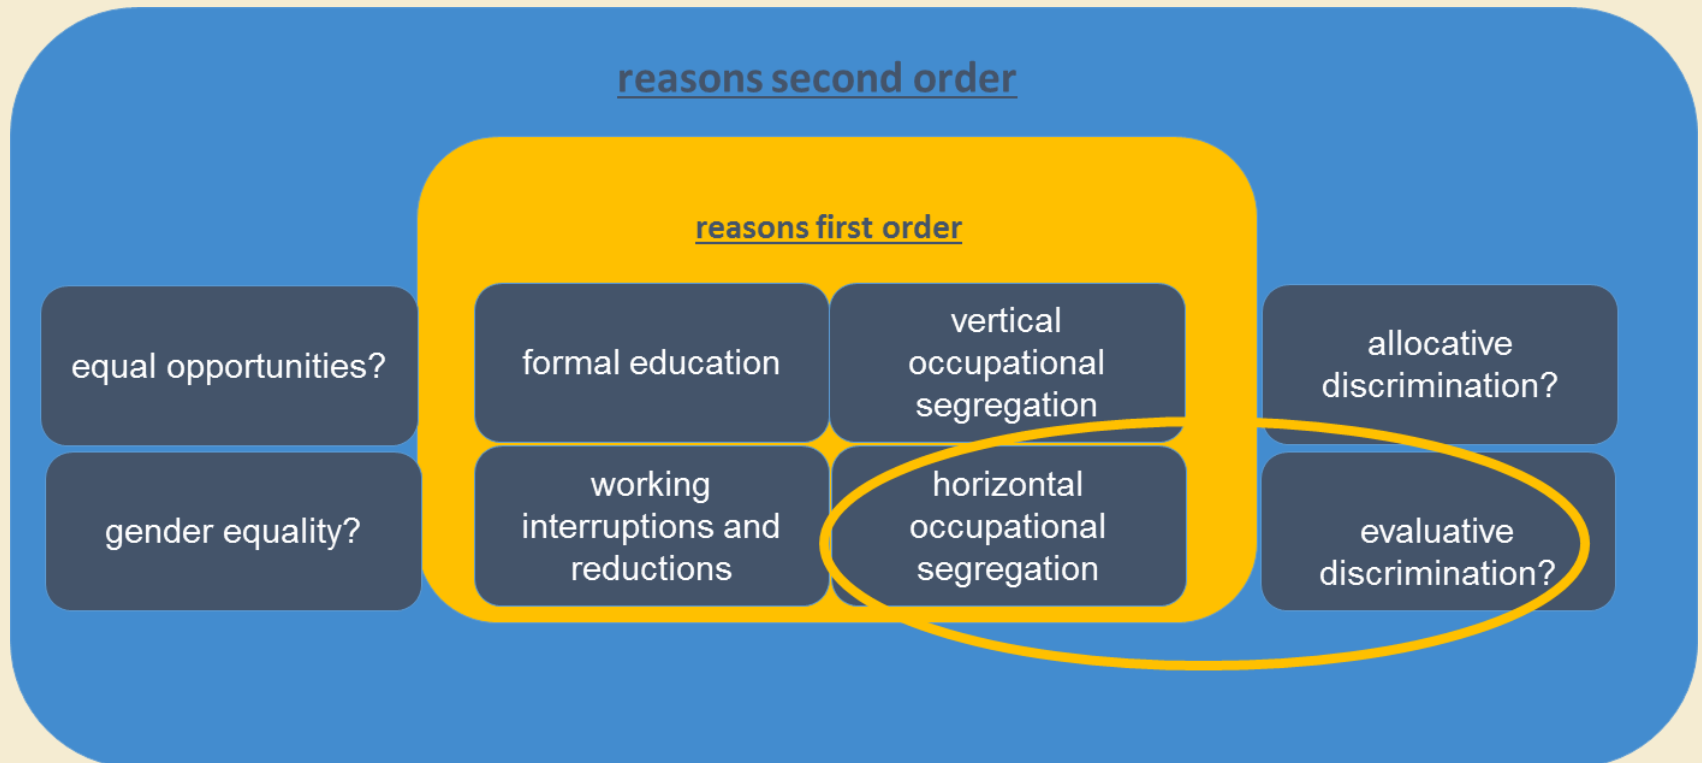 reasons second order
reasons first order
equal opportunities?
formal education
vertical
occupational
segregation
allocative
discrimination?
gender equality?
working
interruptions and
reductions
horizontal
occupational
segregation
evaluative
discrimination?